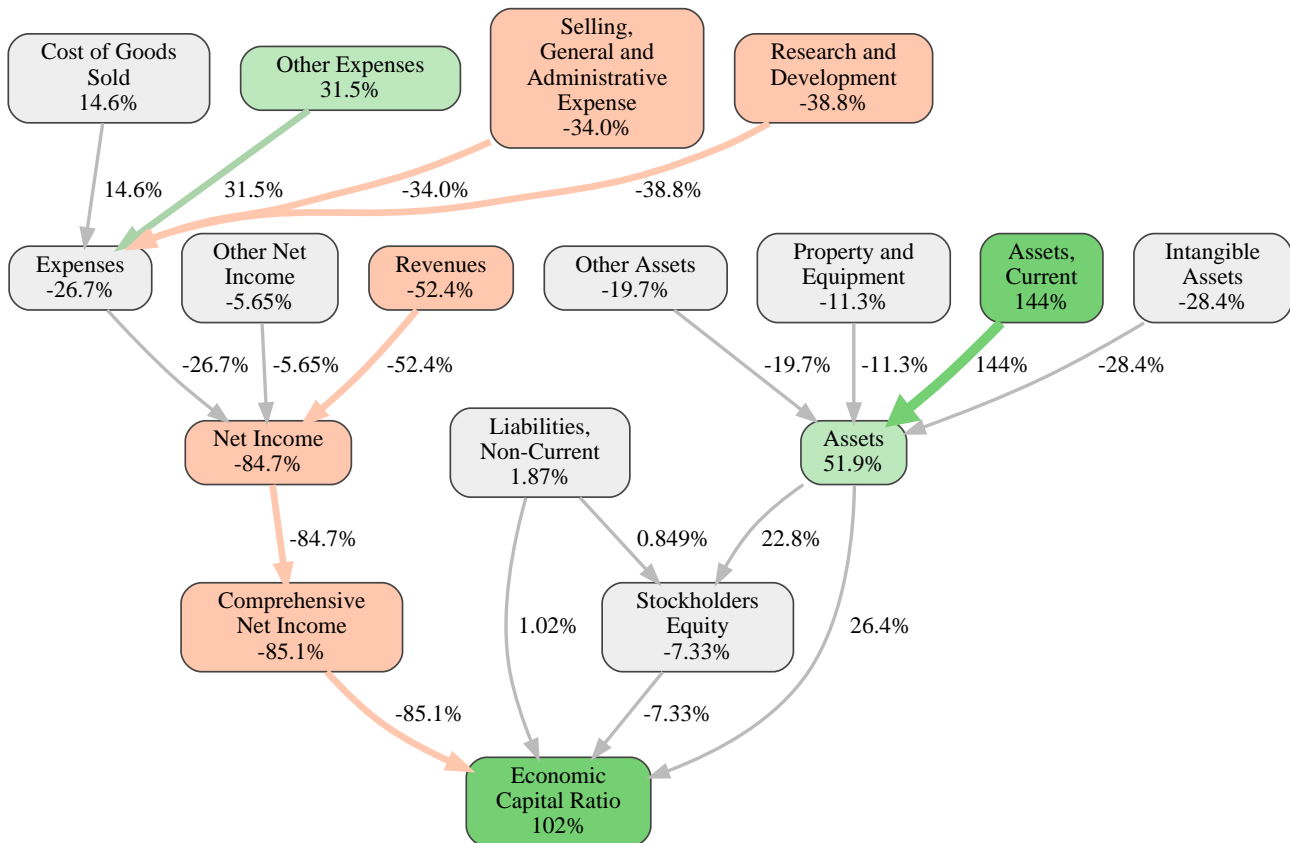 Cost of Goods
Sold
14.6%
Other Expenses
31.5%
Selling,
General and
Administrative
Expense
-34.0%
Research and
Development
-38.8%
14.6%
31.5%
-34.0%
-38.8%
Expenses
-26.7%
Other Net
Income
-5.65%
Revenues
-52.4%
Other Assets
-19.7%
Property and
Equipment
-11.3%
Assets,
Current
144%
Intangible
Assets
-28.4%
-26.7%
-5.65%
-52.4%
-19.7%
-11.3%
144%
-28.4%
Net Income
-84.7%
Liabilities,
Non-Current
1.87%
Assets
51.9%
-84.7%
0.849%
22.8%
Comprehensive
Net Income
-85.1%
1.02%
Stockholders
Equity
-7.33%
26.4%
-85.1%
-7.33%
Economic
Capital Ratio
102%